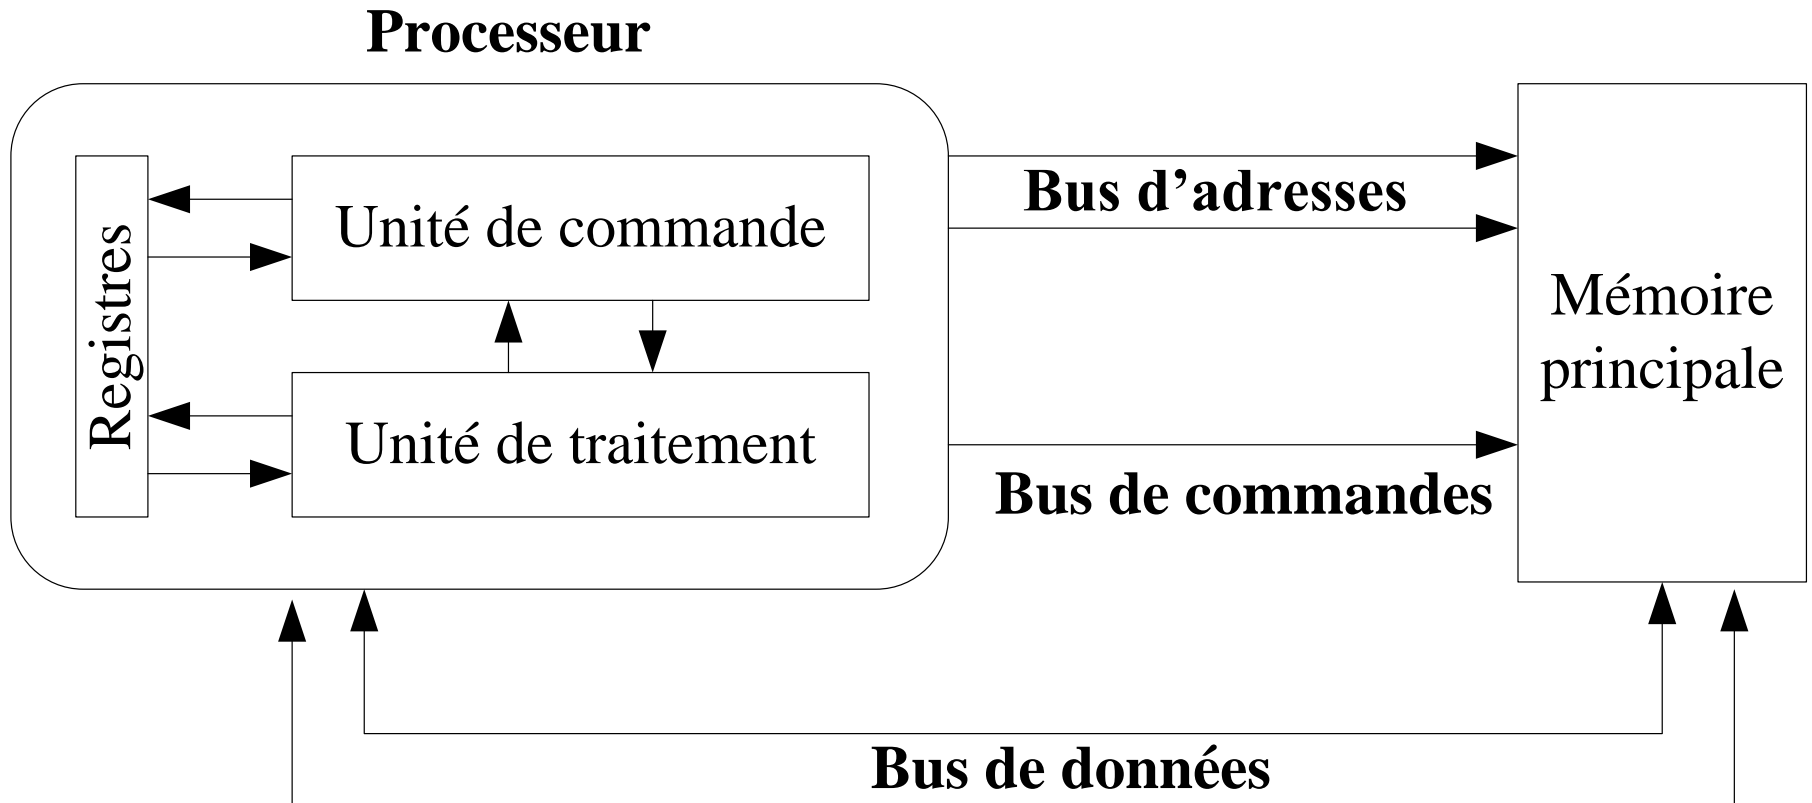 Processeur
Registres
Unité de commande
Unité de traitement
Bus d’adresses
Bus de commandes
Mémoire
principale
Bus de données